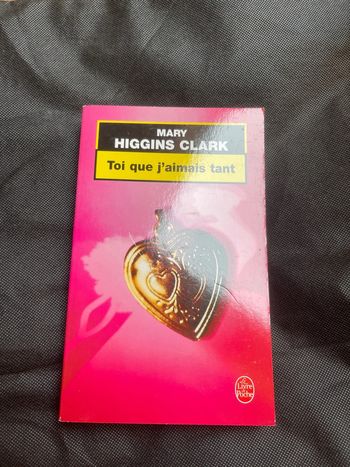 MARY
HIGGINS CLARK
Toi que j'aimais tant
Le
Livre
de
Poche